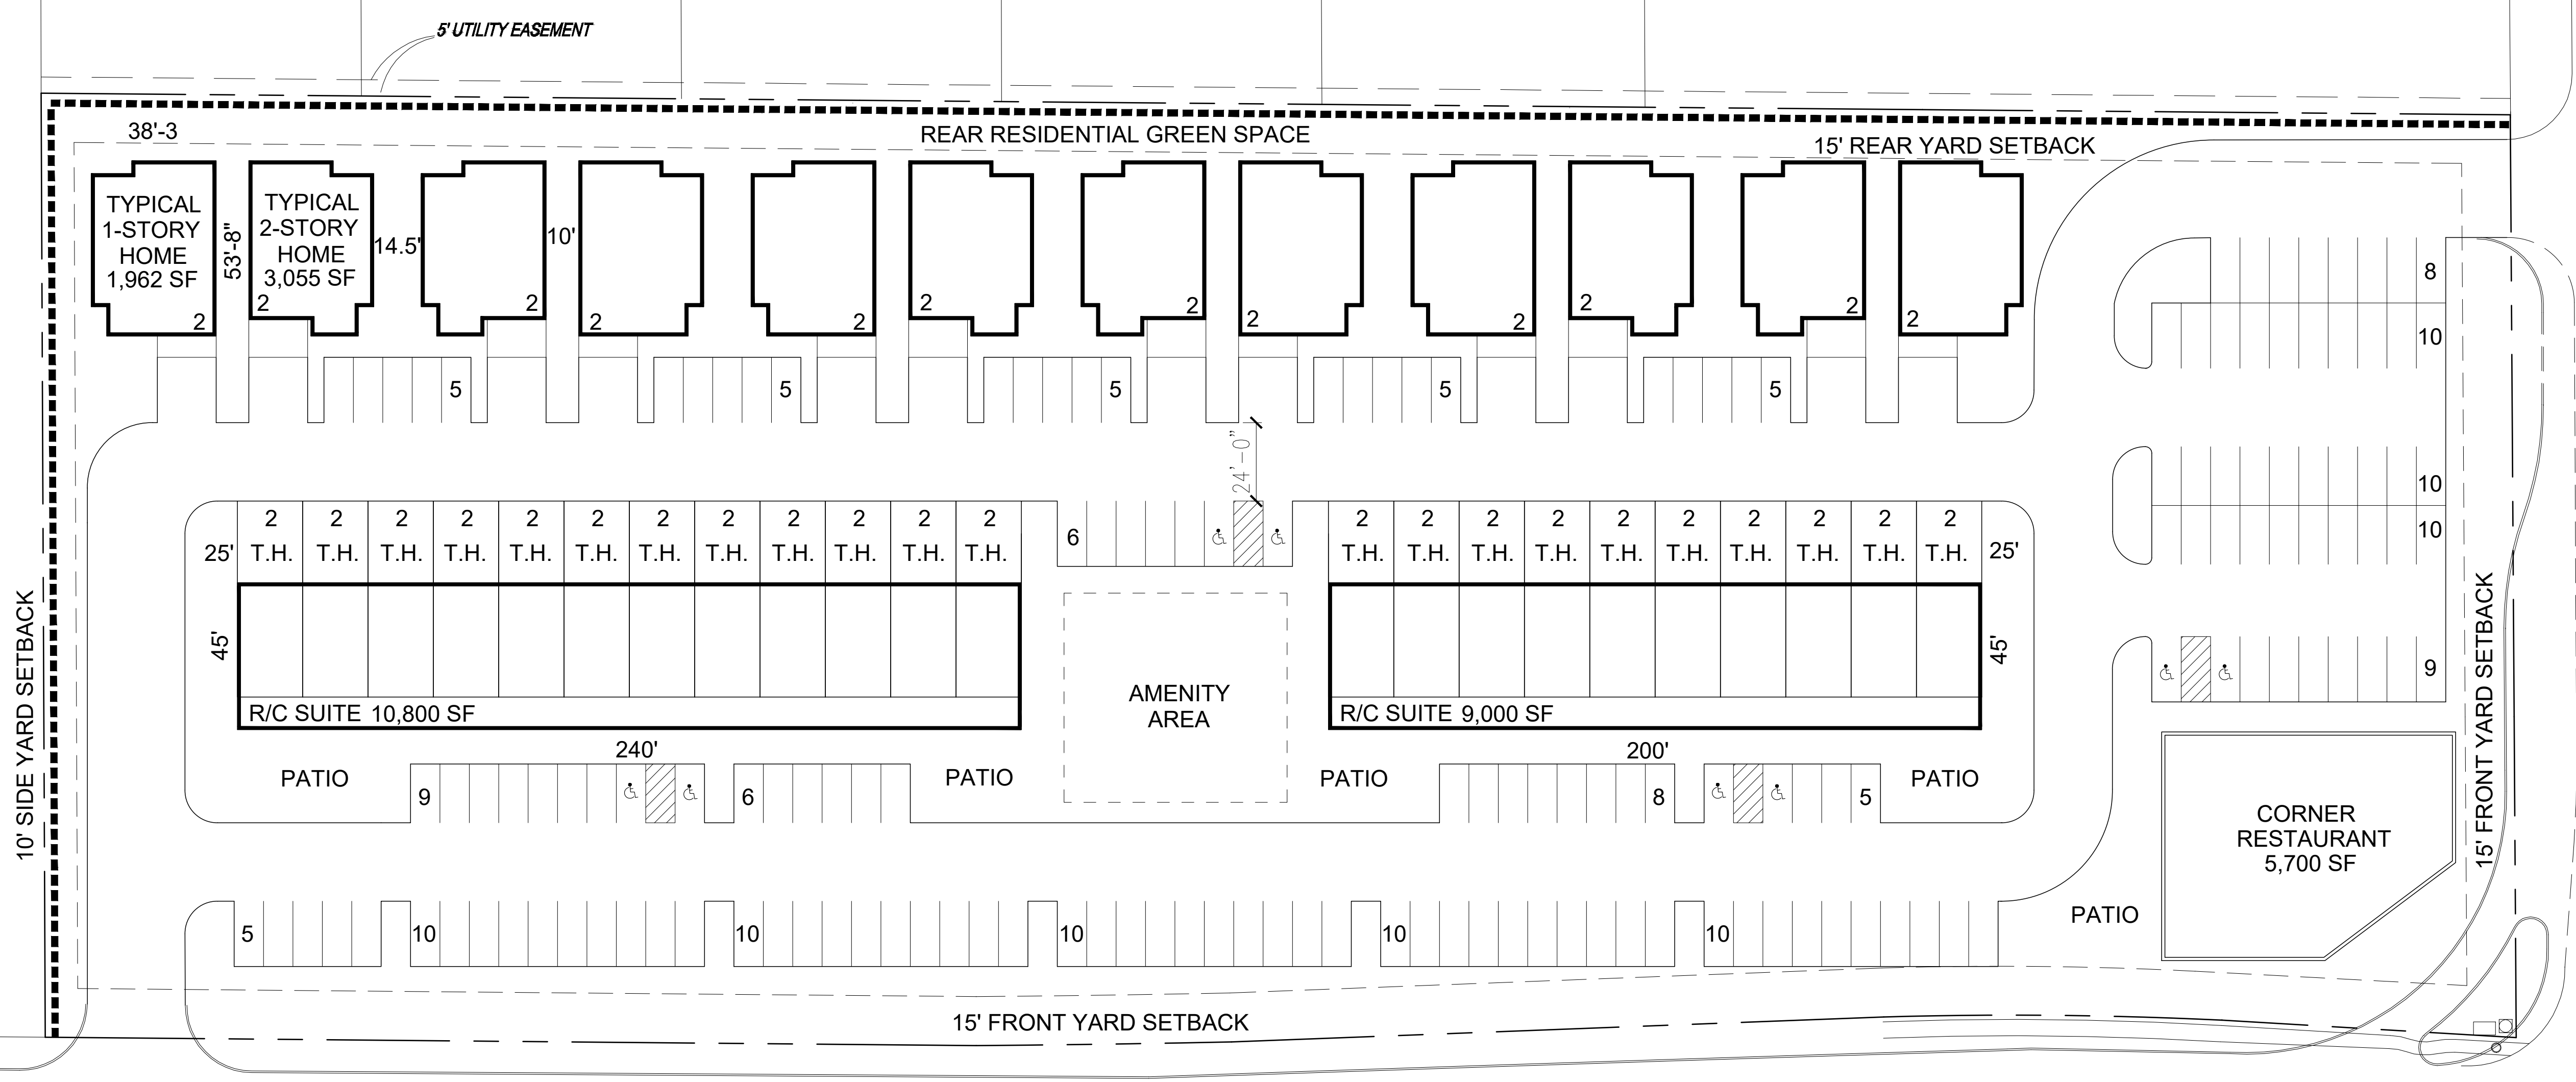 5' UTILITY EASEMENT
38'-3
REAR RESIDENTIAL GREEN SPACE
15' REAR YARD SETBACK
TYPICAL
1-STORY
HOME
1,962 SF
2
53'-8"
TYPICAL
2-STORY
HOME
3,055 SF
2
14.5'
2
10'
2
2
2
2
2
2
2
2
2
8
10
5
5
5
5
5
24'-0"
10
10
2 2 2 2 2 2 2 2 2 2 2 2
25' T.H. T.H. T.H. T.H. T.H. T.H. T.H. T.H. T.H. T.H. T.H. T.H.
6
2 2 2 2 2 2 2 2 2 2
T.H. T.H. T.H. T.H. T.H. T.H. T.H. T.H. T.H. T.H. 25'
45'
R/C SUITE 10,800 SF
240'
AMENITY
AREA
45'
R/C SUITE 9,000 SF
200'
9
10' SIDE YARD SETBACK
15' FRONT YARD SETBACK
PATIO
9
6
PATIO
PATIO
8
5
PATIO
CORNER
RESTAURANT
5,700 SF
PATIO
5
10
10
10
10
10
15' FRONT YARD SETBACK